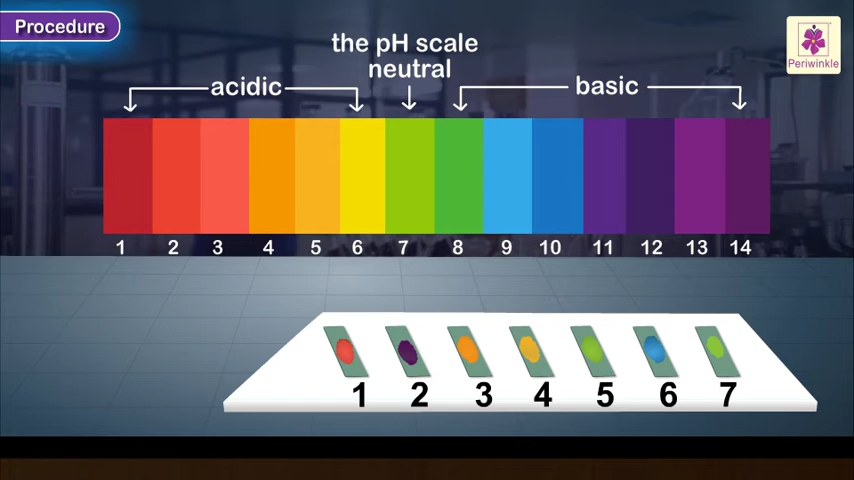 Procedure
the pH scale
neutral
Periwinkle
acidic
basic
1 2 3 4 5 6 7 8 9 10 11 12 13 14
1 2 3 4 5 6 7